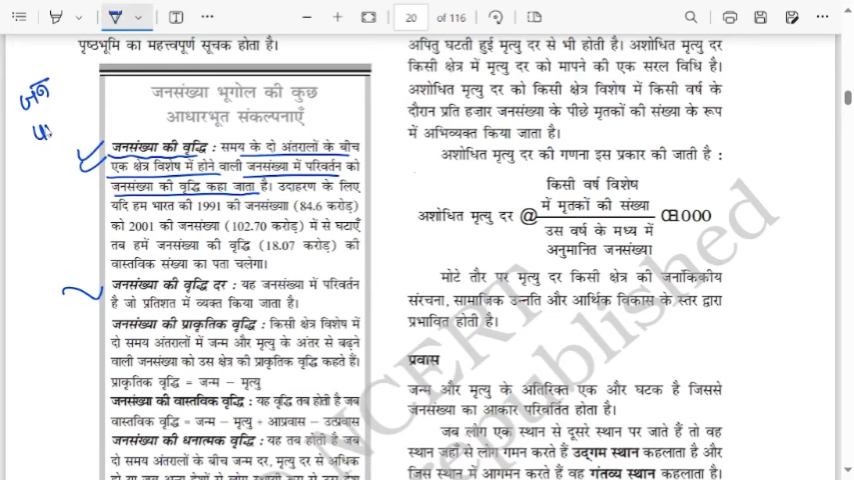 20 of 116
पृष्ठभूमि का महत्त्वपूर्ण सूचक होता है।
जनसंख्या भूगोल की कुछ
आधारभूत संकल्पनाएँ
जनसंख्या की वृद्धि : समय के दो अंतरालों के बीच
एक क्षेत्र विशेष में होने वाली जनसंख्या में परिवर्तन को
जनसंख्या की वृद्धि कहा जाता है। उदाहरण के लिए
यदि हम भारत की 1991 की जनसंख्याा (84.6 करोड़)
को 2001 की जनसंख्या (102.70 करोड़) में से घटाएँ
तब हमें जनसंख्या की वृद्धि (18.07 करोड़) की
वास्तविक संख्या का पता चलेगा।
जनसंख्या की वृद्धि दर : यह जनसंख्या में परिवर्तन
है जो प्रतिशत में व्यक्त किया जाता है।
जनसंख्या की प्राकृतिक वृद्धि : किसी क्षेत्र विशेष में
दो समय अंतरालों में जन्म और मृत्यु के अंतर से बढ़ने
वाली जनसंख्या को उस क्षेत्र की प्राकृतिक वृद्धि कहते हैं।
प्राकृतिक वृद्धि = जन्म – मृत्यु
जनसंख्या की वास्तविक वृद्धि : यह वृद्धि तब होती है जब
वास्तविक वृद्धि = जन्म – मृत्यु + आप्रवास – उत्प्रवास
जनसंख्या की धनात्मक वृद्धि : यह तब होती है जब
दो समय अंतरालों के बीच जन्म दर, मृत्यु दर से अधिक
हो या जब अन्य देशों से लोग स्थायी रूप से उस देश
अपितु घटती हुई मृत्यु दर से भी होती है। अशोधित मृत्यु दर
किसी क्षेत्र में मृत्यु दर को मापने की एक सरल विधि है।
अशोधित मृत्यु दर को किसी क्षेत्र विशेष में किसी वर्ष के
दौरान प्रति हज़ार जनसंख्या के पीछे मृतकों की संख्या के रूप
में अभिव्यक्त किया जाता है।
अशोधित मृत्यु दर की गणना इस प्रकार की जाती है :
किसी वर्ष विशेष
में मृतकों की संख्या
अशोधित मृत्यु दर @ 1000
उस वर्ष के मध्य में
अनुमानित जनसंख्या
मोटे तौर पर मृत्यु दर किसी क्षेत्र की जनांकिकीय
संरचना, सामाजिक उन्नति और आर्थिक विकास के स्तर द्वारा
प्रभावित होती है।
प्रवास
जन्म और मृत्यु के अतिरिक्त एक और घटक है जिससे
जनसंख्या का आकार परिवर्तित होता है।
जब लोग एक स्थान से दूसरे स्थान पर जाते हैं तो वह
स्थान जहाँ से लोग गमन करते हैं उद्गम स्थान कहलाता है और
जिस स्थान में आगमन करते हैं वह गंतव्य स्थान कहलाता है।
NCERT
republished